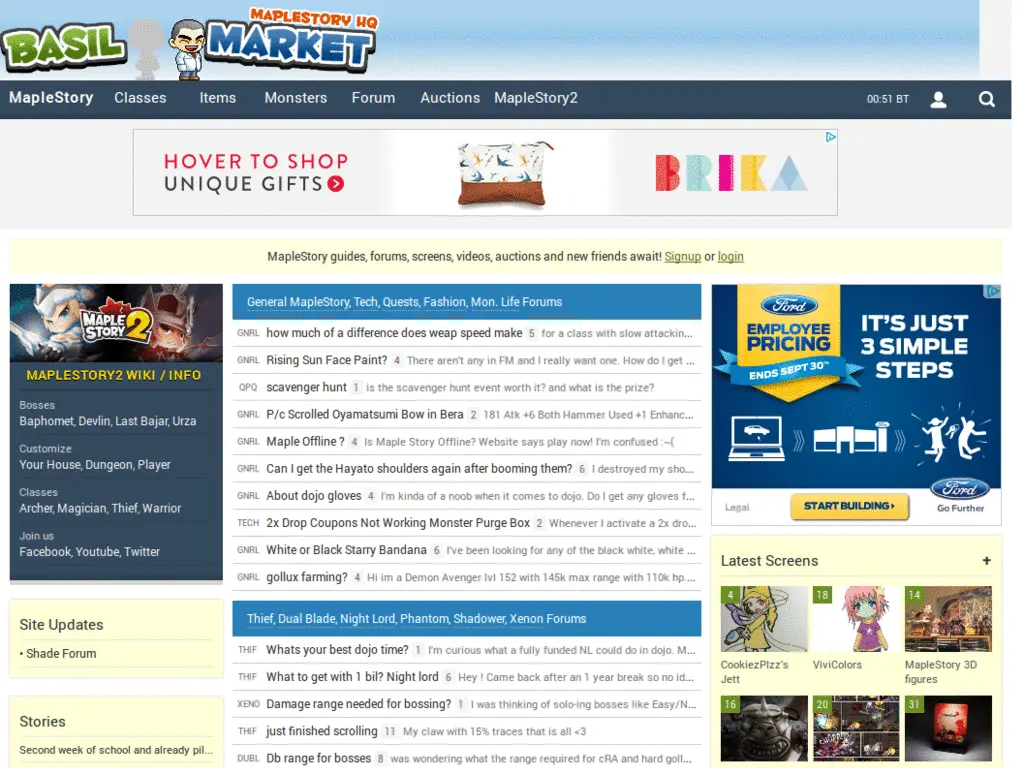 BASIL MARKET
MAPLESTORY HQ
MapleStory Classes Items Monsters Forum Auctions MapleStory2 00:51 BT
HOVER TO SHOP
UNIQUE GIFTS
BRIKA
MapleStory guides, forums, screens, videos, auctions and new friends await! Signup or login
MAPLE STORY 2
MAPLESTORY2 WIKI / INFO
Bosses
Baphomet, Devlin, Last Bajar, Urza
Customize
Your House, Dungeon, Player
Classes
Archer, Magician, Thief, Warrior
Join us
Facebook, Youtube, Twitter
Site Updates
• Shade Forum
Stories
Second week of school and already pil...
General MapleStory, Tech, Quests, Fashion, Mon. Life Forums
GNRL how much of a difference does weap speed make 5 for a class with slow attackin...
GNRL Rising Sun Face Paint? 4 There aren't any in FM and I really want one. How do I get ...
QPQ scavenger hunt 1 is the scavenger hunt event worth it? and what is the prize?
GNRL P/c Scrolled Oyamatsumi Bow in Bera 2 181 Atk +6 Both Hammer Used +1 Enhanc...
GNRL Maple Offline ? 4 Is Maple Story Offline? Website says play now! I'm confused :~(
GNRL Can I get the Hayato shoulders again after booming them? 6 I destroyed my sho...
GNRL About dojo gloves 4 I'm kinda of a noob when it comes to dojo. Do I get any gloves f...
TECH 2x Drop Coupons Not Working Monster Purge Box 2 Whenever I activate a 2x dro...
GNRL White or Black Starry Bandana 6 I've been looking for any of the black white, white ...
GNRL gollux farming? 4 Hi im a Demon Avenger lvl 152 with 145k max range with 110k hp....
Thief, Dual Blade, Night Lord, Phantom, Shadower, Xenon Forums
THIF Whats your best dojo time? 1 I'm curious what a fully funded NL could do in dojo. M...
THIF What to get with 1 bil? Night lord 6 Hey ! Came back after an 1 year break so no id...
XENO Damage range needed for bossing? 1 I was thinking of solo-ing bosses like Easy/N...
THIF just finished scrolling 11 My claw with 15% traces that is all <3
DUBL Db range for bosses 8 was wondering what the range required for cRA and hard goll...
Ford
EMPLOYEE
PRICING
ENDS SEPT 30TH
IT'S JUST
3 SIMPLE
STEPS
Legal
START BUILDING
Ford
Go Further
Latest Screens +
4
18
14
CookiezPlzz's
Jett
ViviColors
MapleStory 3D
figures
16
20
31